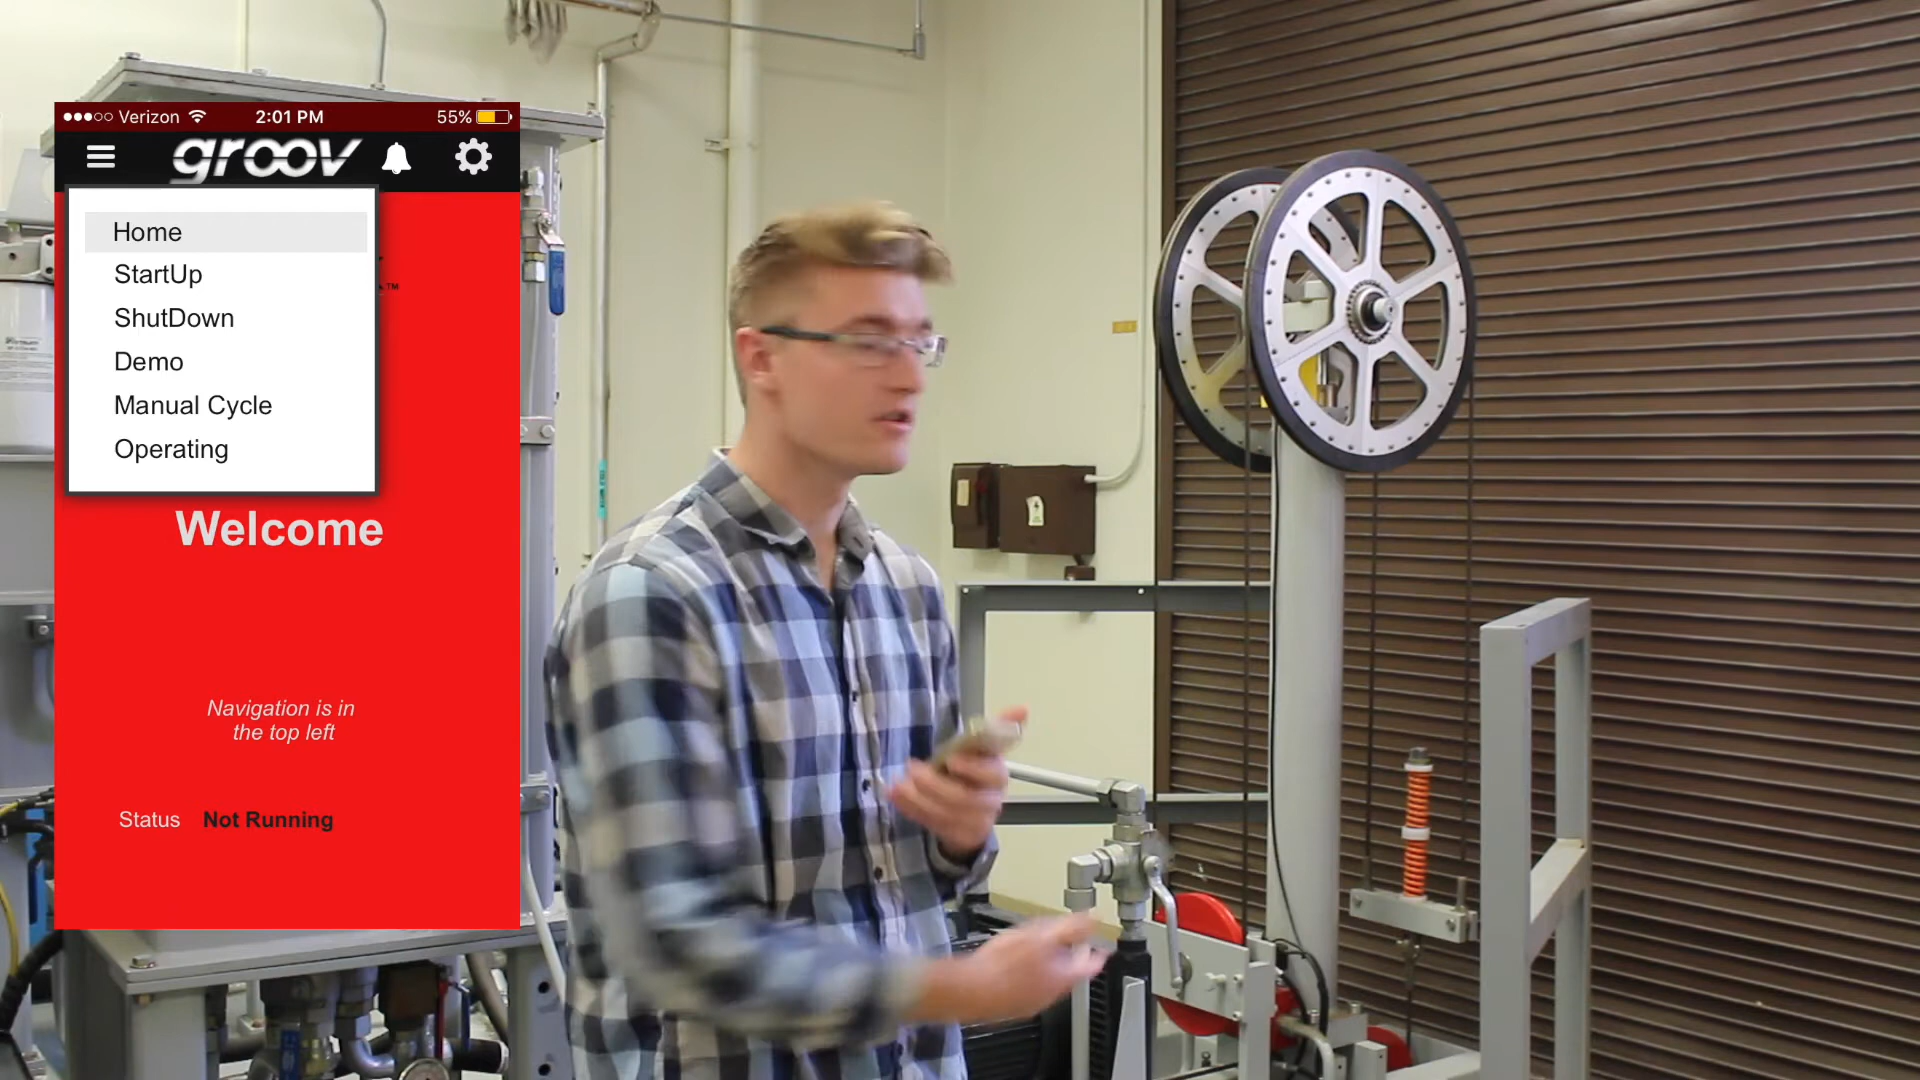 Verizon 2:01 PM 55%
groov
Home
StartUp
ShutDown
Demo
Manual Cycle
Operating
™
Welcome
Navigation is in
the top left
Status Not Running